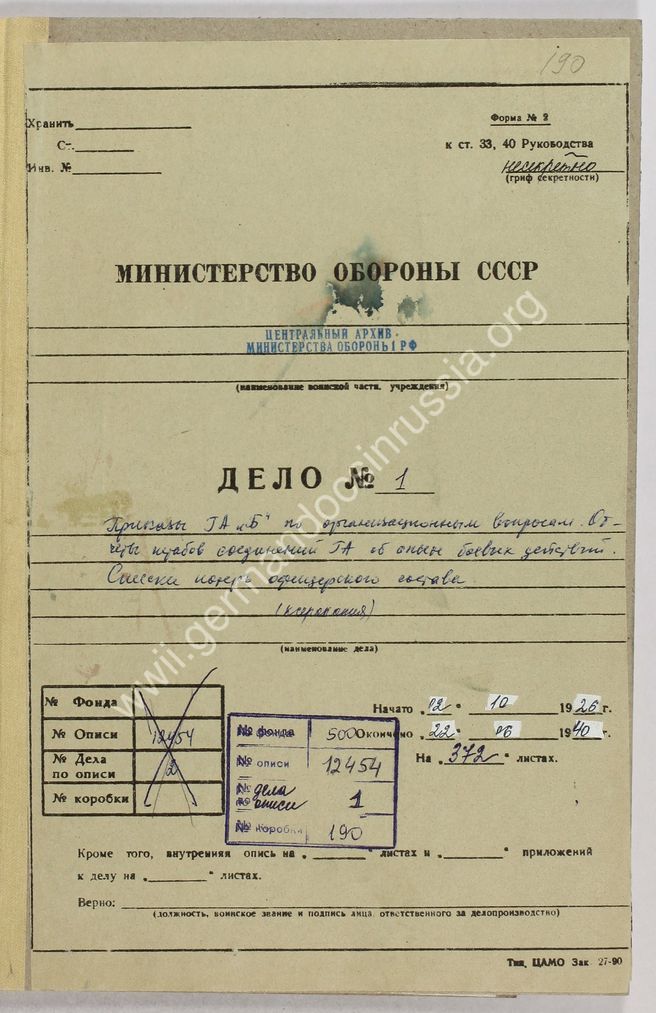 190
Хранить
Ст.
Инв. №
Форма № 2
к ст. 33, 40 Руководства
несекретно
(гриф секретности)
МИНИСТЕРСТВО ОБОРОНЫ СССР
ЦЕНТРАЛЬНЫЙ АРХИВ
МИНИСТЕРСТВА ОБОРОНЫ РФ
(наименование воинской части, учреждения)
ДЕЛО № 1
Приказы ГА „Б“ по организационным вопросам. От-
четы штабов соединений ГА об опыте боевых действий.
Списки потерь офицерского состава
(ксерокопия)
(наименование дела)
Начато „12“ 10 1926 г.
Окончено „22“ 06 1940 г.
На „372“ листах.
№ Фонда
№ Описи 12454
№ Дела по описи 2
№ коробки
№ фонда 500
№ описи 12454
№ дела по описи 1
№ коробки 190
Кроме того, внутренняя опись на „ “ листах и „ “ приложений
к делу на „ “ листах.
Верно:
(должность, воинское звание и подпись лица, ответственного за делопроизводство)
Тип. ЦАМО Зак. 27-90
wwii.germandocsinrussia.org